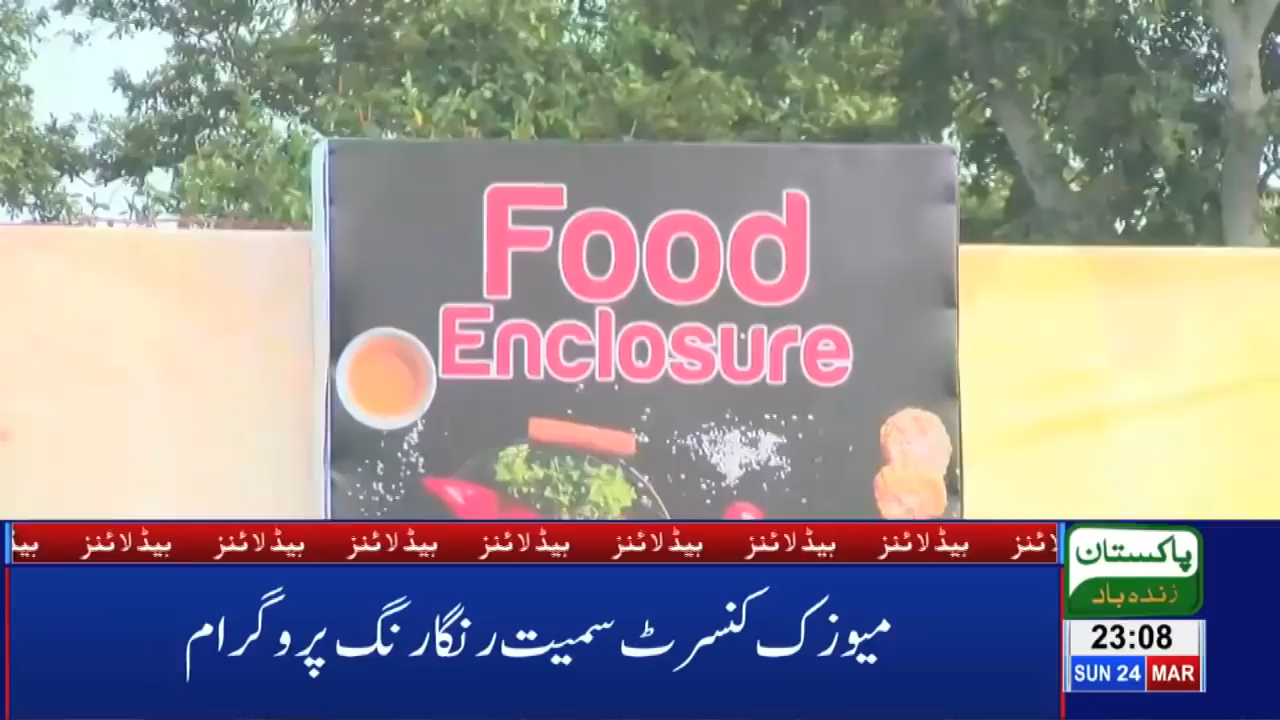 Food
Enclosure
ہیڈلائنز ہیڈلائنز ہیڈلائنز ہیڈلائنز ہیڈلائنز ہیڈلائنز ہیڈلائنز
میوزک کنسرٹ سمیت رنگارنگ پروگرام
پاکستان
زندہ باد
23:08
SUN 24 MAR